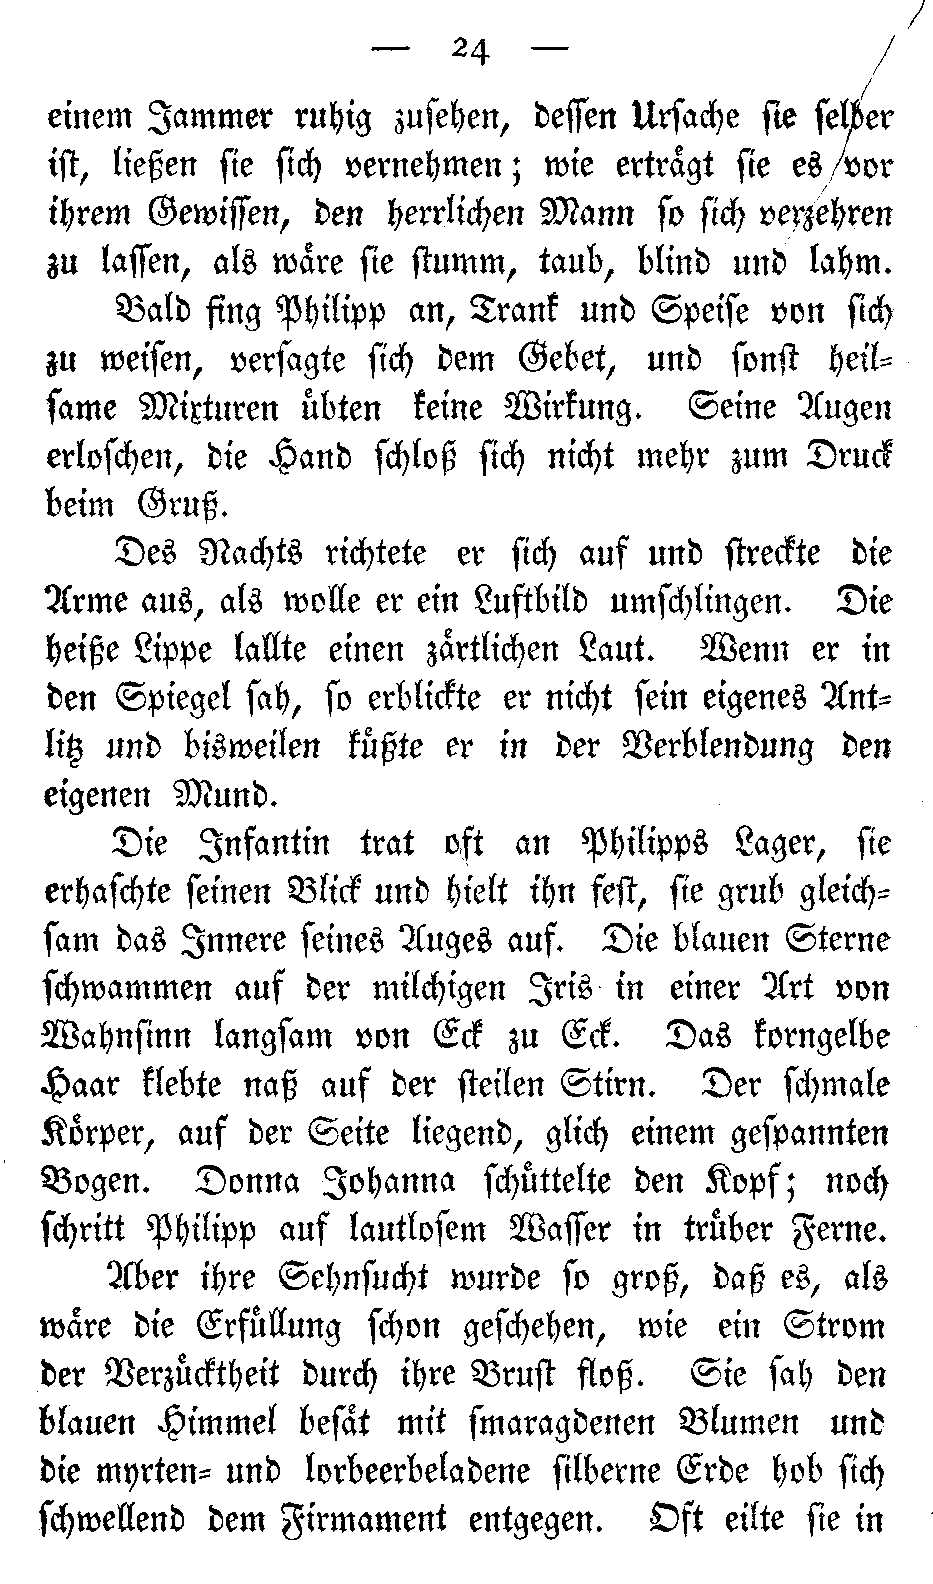 — 24 —
einem Jammer ruhig zusehen, dessen Ursache sie selber
ist, ließen sie sich vernehmen; wie erträgt sie es vor
ihrem Gewissen, den herrlichen Mann so sich verzehren
zu lassen, als wäre sie stumm, taub, blind und lahm.
Bald fing Philipp an, Trank und Speise von sich
zu weisen, versagte sich dem Gebet, und sonst heil-
same Mixturen übten keine Wirkung. Seine Augen
erloschen, die Hand schloß sich nicht mehr zum Druck
beim Gruß.
Des Nachts richtete er sich auf und streckte die
Arme aus, als wolle er ein Luftbild umschlingen. Die
heiße Lippe lallte einen zärtlichen Laut. Wenn er in
den Spiegel sah, so erblickte er nicht sein eigenes Ant-
litz und bisweilen küßte er in der Verblendung den
eigenen Mund.
Die Infantin trat oft an Philipps Lager, sie
erhaschte seinen Blick und hielt ihn fest, sie grub gleich-
sam das Innere seines Auges auf. Die blauen Sterne
schwammen auf der milchigen Iris in einer Art von
Wahnsinn langsam von Eck zu Eck. Das korngelbe
Haar klebte naß auf der steilen Stirn. Der schmale
Körper, auf der Seite liegend, glich einem gespannten
Bogen. Donna Johanna schüttelte den Kopf; noch
schritt Philipp auf lautlosem Wasser in trüber Ferne.
Aber ihre Sehnsucht wurde so groß, daß es, als
wäre die Erfüllung schon geschehen, wie ein Strom
der Verzücktheit durch ihre Brust floß. Sie sah den
blauen Himmel besät mit smaragdenen Blumen und
die myrten- und lorbeerbeladene silberne Erde hob sich
schwellend dem Firmament entgegen. Oft eilte sie in